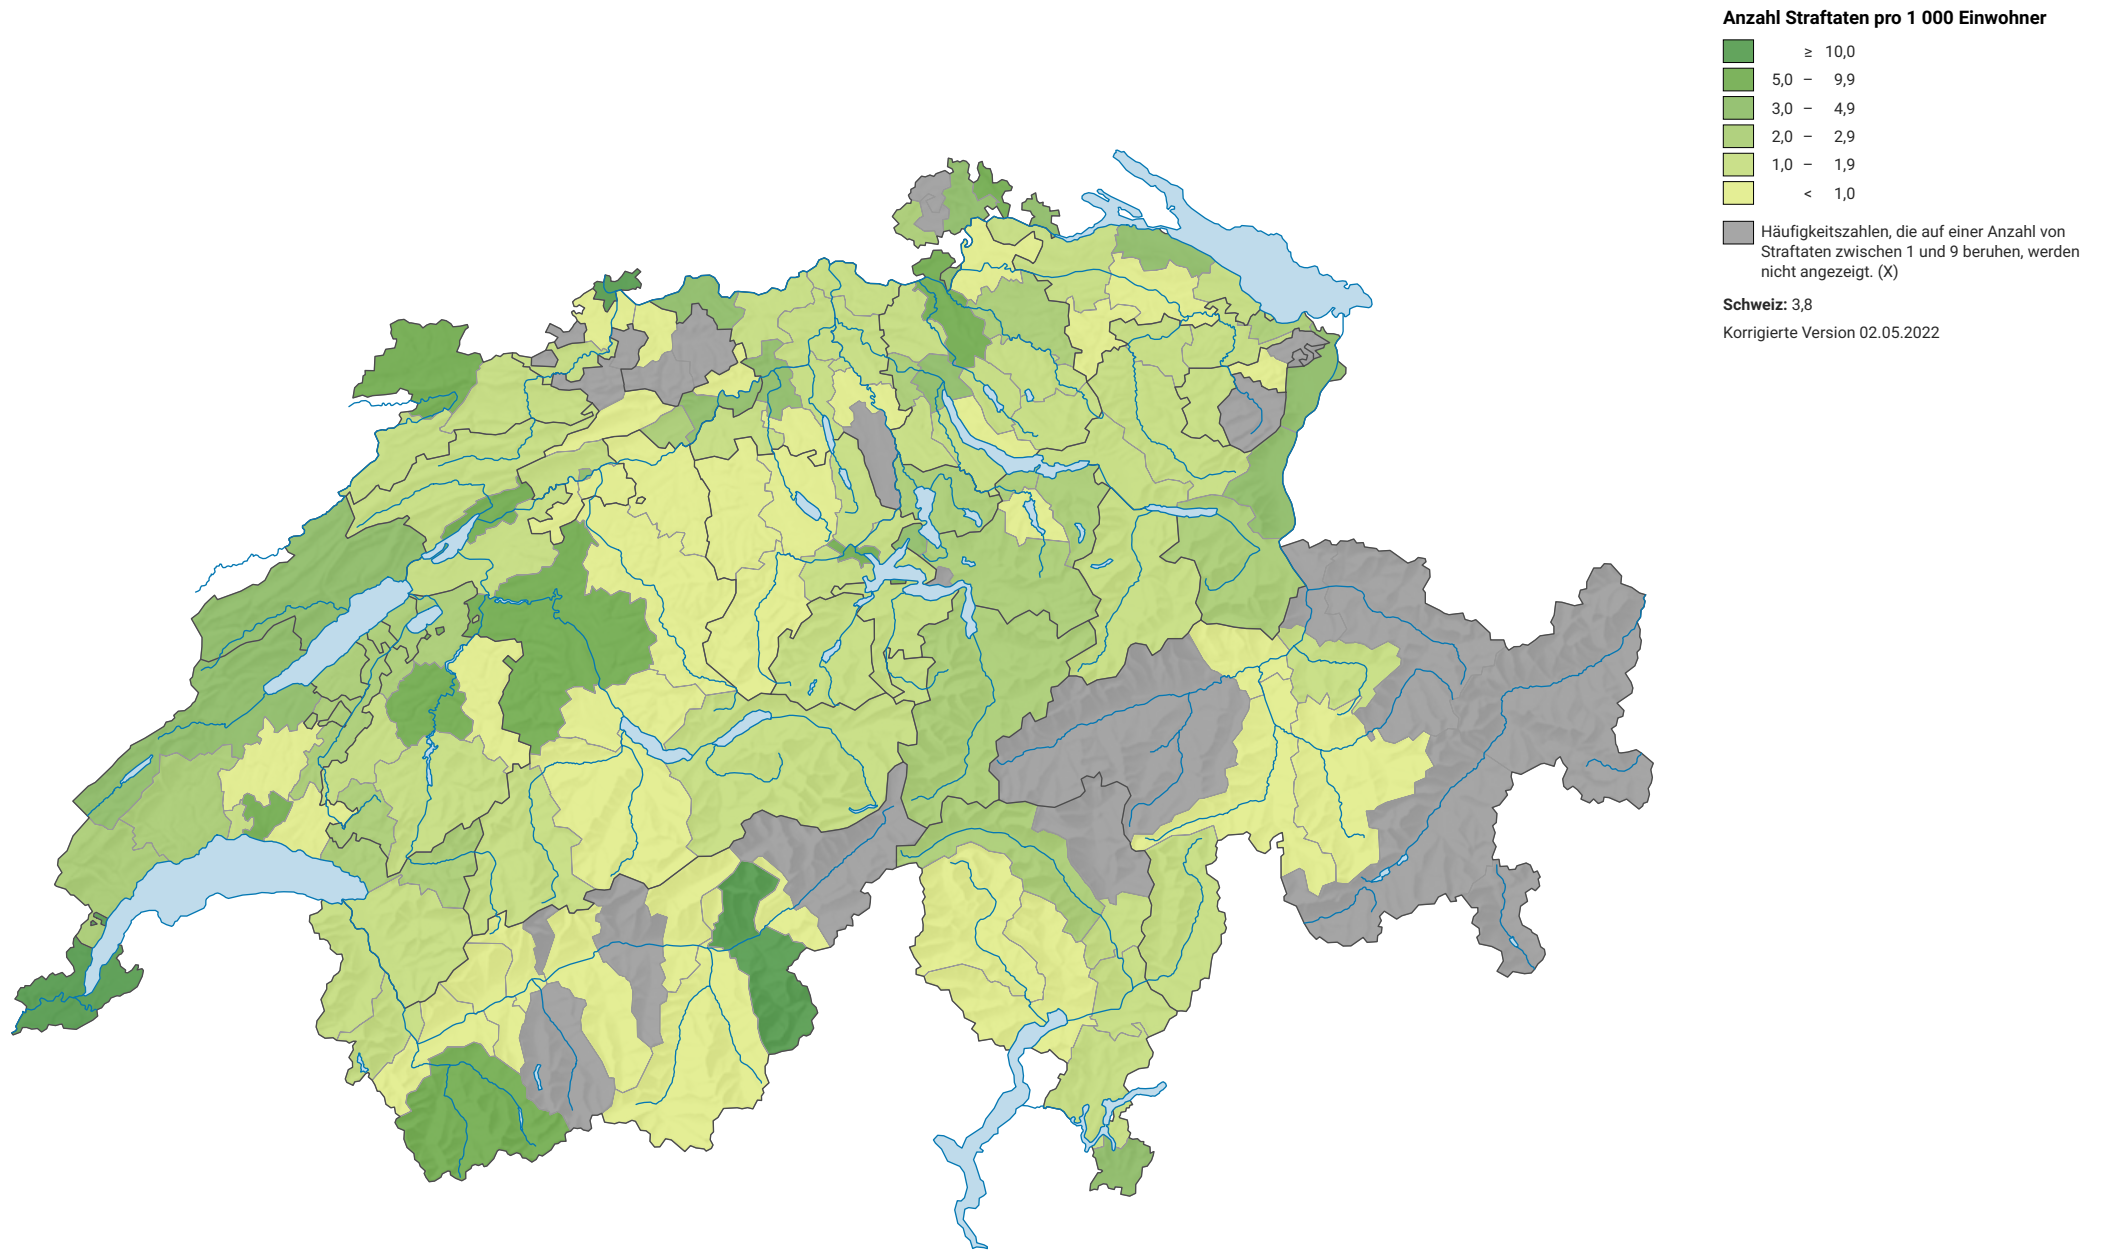 Anzahl Straftaten pro 1 000 Einwohner
≥ 10,0
5,0 – 9,9
3,0 – 4,9
2,0 – 2,9
1,0 – 1,9
< 1,0
Häufigkeitszahlen, die auf einer Anzahl von
Straftaten zwischen 1 und 9 beruhen, werden
nicht angezeigt. (X)
Schweiz: 3,8
Korrigierte Version 02.05.2022